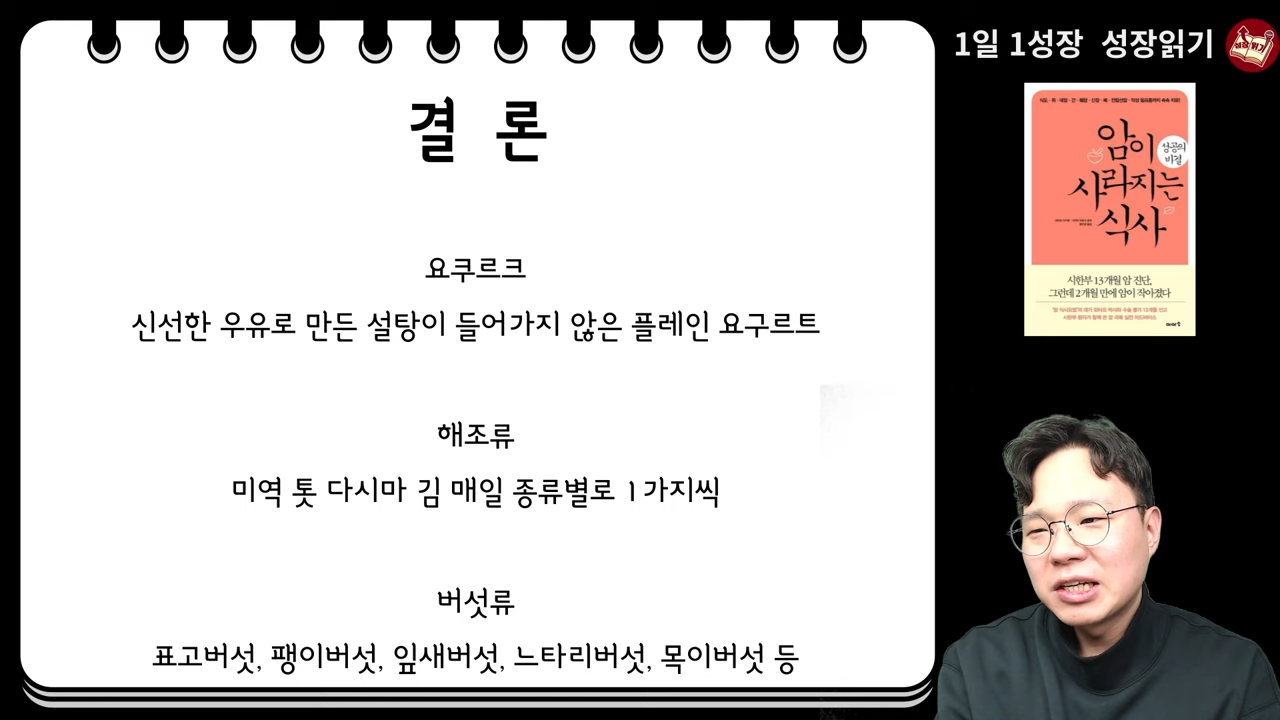 결 론
요쿠르크
신선한 우유로 만든 설탕이 들어가지 않은 플레인 요구르트
해조류
미역 톳 다시마 김 매일 종류별로 1가지씩
버섯류
표고버섯, 팽이버섯, 잎새버섯, 느타리버섯, 목이버섯 등
1일 1성장 성장읽기
성장읽기
암이
사라지는
식사
성공의
비결
시한부 13개월 암 진단,
그런데 2개월 만에 암이 작아졌다